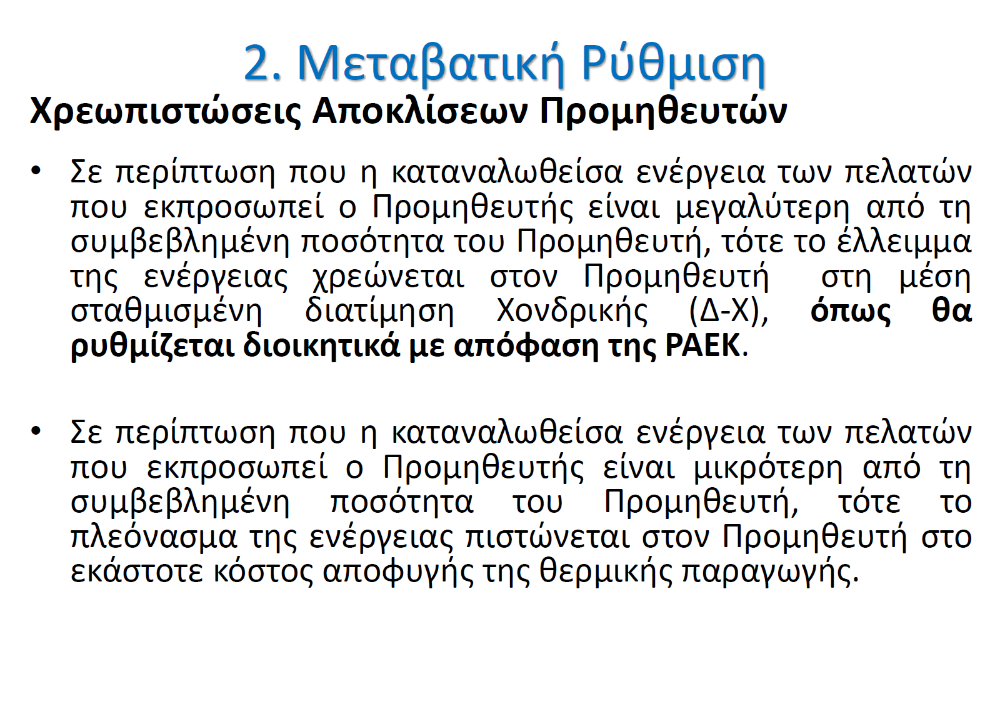 2. Μεταβατική Ρύθμιση
Χρεωπιστώσεις Αποκλίσεων Προμηθευτών
• Σε περίπτωση που η καταναλωθείσα ενέργεια των πελατών
που εκπροσωπεί ο Προμηθευτής είναι μεγαλύτερη από τη
συμβεβλημένη ποσότητα του Προμηθευτή, τότε το έλλειμμα
της ενέργειας χρεώνεται στον Προμηθευτή στη μέση
σταθμισμένη διατίμηση Χονδρικής (Δ-Χ), όπως θα
ρυθμίζεται διοικητικά με απόφαση της ΡΑΕΚ.
• Σε περίπτωση που η καταναλωθείσα ενέργεια των πελατών
που εκπροσωπεί ο Προμηθευτής είναι μικρότερη από τη
συμβεβλημένη ποσότητα του Προμηθευτή, τότε το
πλεόνασμα της ενέργειας πιστώνεται στον Προμηθευτή στο
εκάστοτε κόστος αποφυγής της θερμικής παραγωγής.